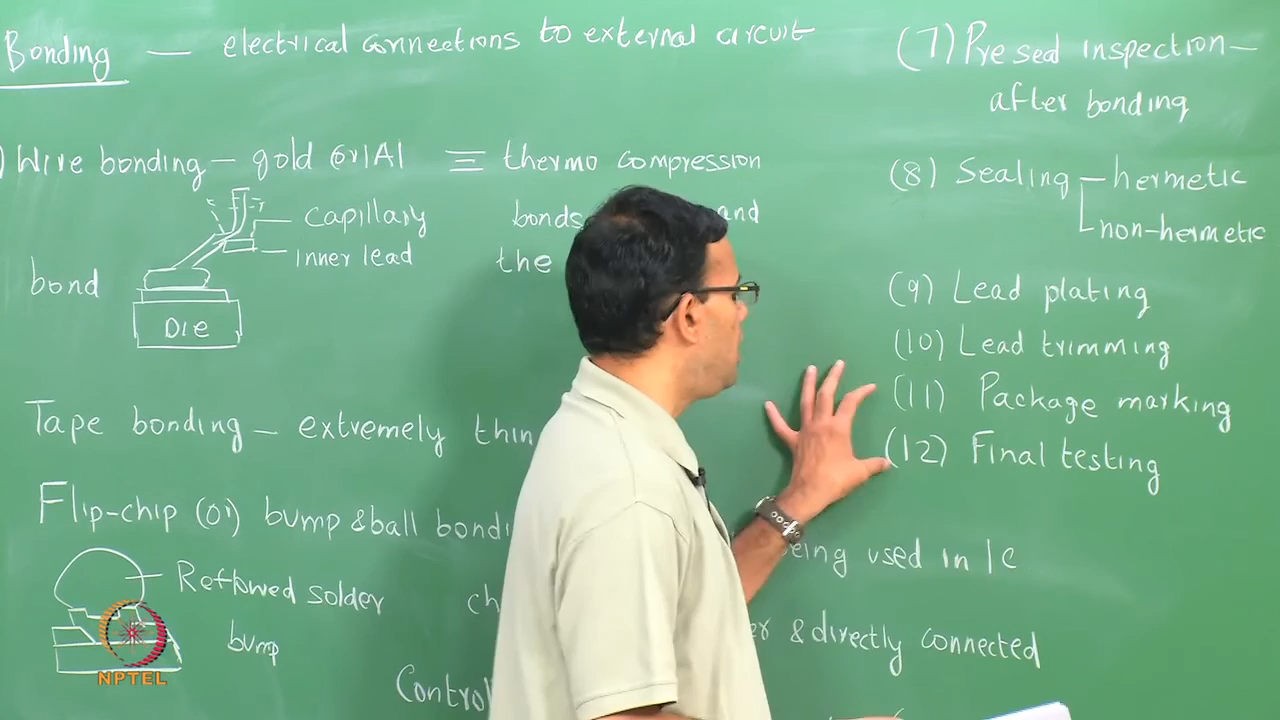 Bonding — electrical connections to external circuit
) Wire bonding — gold (or) Al ≡ thermo compression
capillary
bonds and
inner lead
the
bond
Die
Tape bonding — extremely thin
Flip-chip (or) bump & ball bondi
being used in IC
Reflowed solder
bump
& directly connected
Control
(7) Preseal inspection —
after bonding
(8) Sealing — hermetic
non-hermetic
(9) Lead plating
(10) Lead trimming
(11) Package marking
(12) Final testing
NPTEL